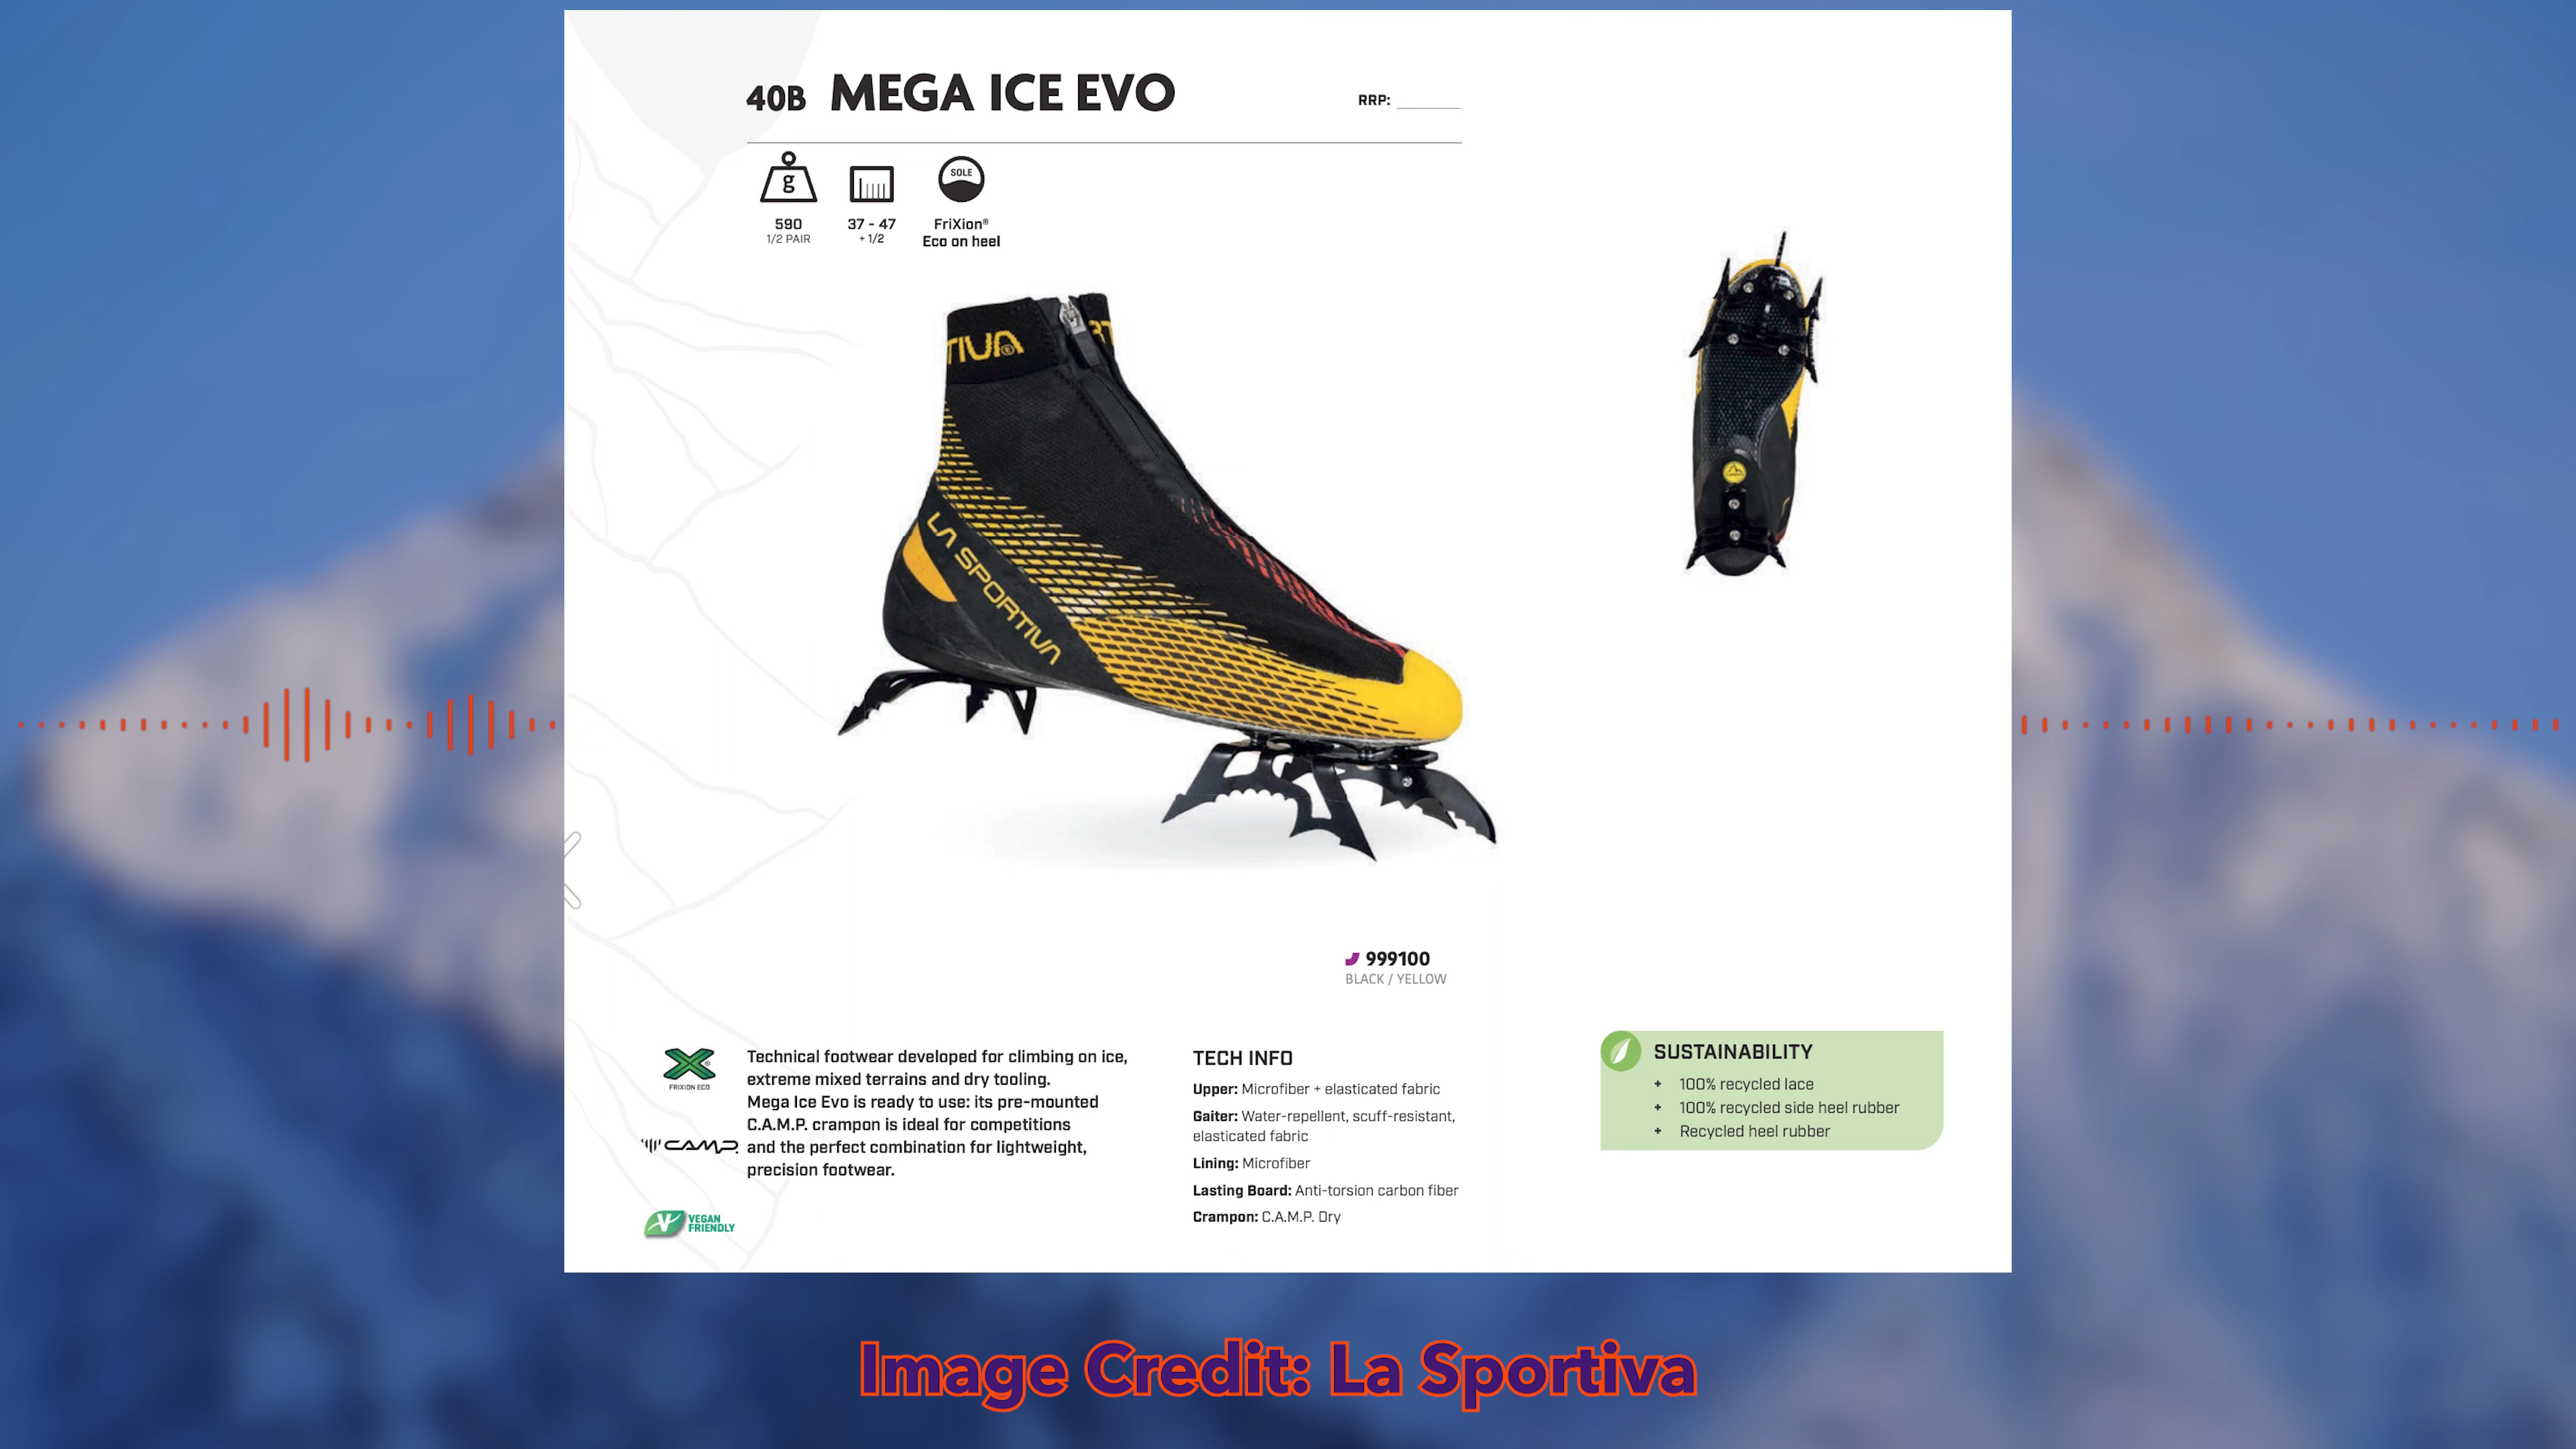 40B MEGA ICE EVO
RRP:
g
SOLE
590
1/2 PAIR
37 - 47
+ 1/2
FriXion®
Eco on heel
TIVA®
LA SPORTIVA
999100
BLACK / YELLOW
FRIXION ECO
CAMP
VEGAN
FRIENDLY
Technical footwear developed for climbing on ice,
extreme mixed terrains and dry tooling.
Mega Ice Evo is ready to use: its pre-mounted
C.A.M.P. crampon is ideal for competitions
and the perfect combination for lightweight,
precision footwear.
TECH INFO
Upper: Microfiber + elasticated fabric
Gaiter: Water-repellent, scuff-resistant,
elasticated fabric
Lining: Microfiber
Lasting Board: Anti-torsion carbon fiber
Crampon: C.A.M.P. Dry
SUSTAINABILITY
+ 100% recycled lace
+ 100% recycled side heel rubber
+ Recycled heel rubber
Image Credit: La Sportiva